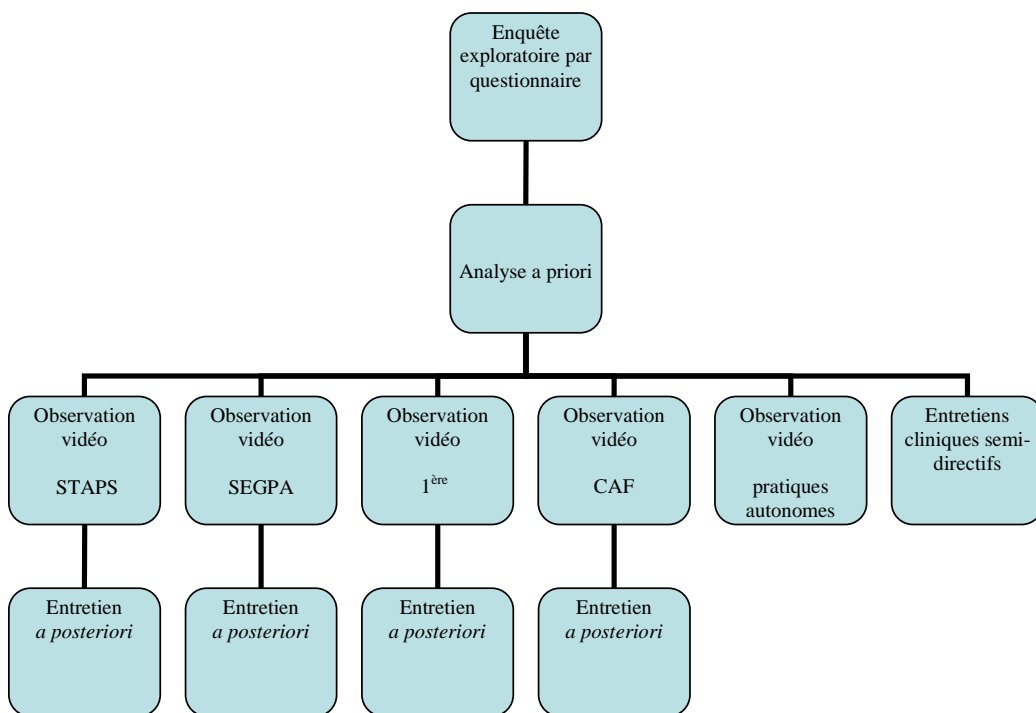 Enquête
exploratoire par
questionnaire
Analyse a priori
Observation
vidéo
STAPS
Observation
vidéo
SEGPA
Observation
vidéo
1ère
Observation
vidéo
CAF
Observation
vidéo
pratiques
autonomes
Entretiens
cliniques semi-
directifs
Entretien
a posteriori
Entretien
a posteriori
Entretien
a posteriori
Entretien
a posteriori